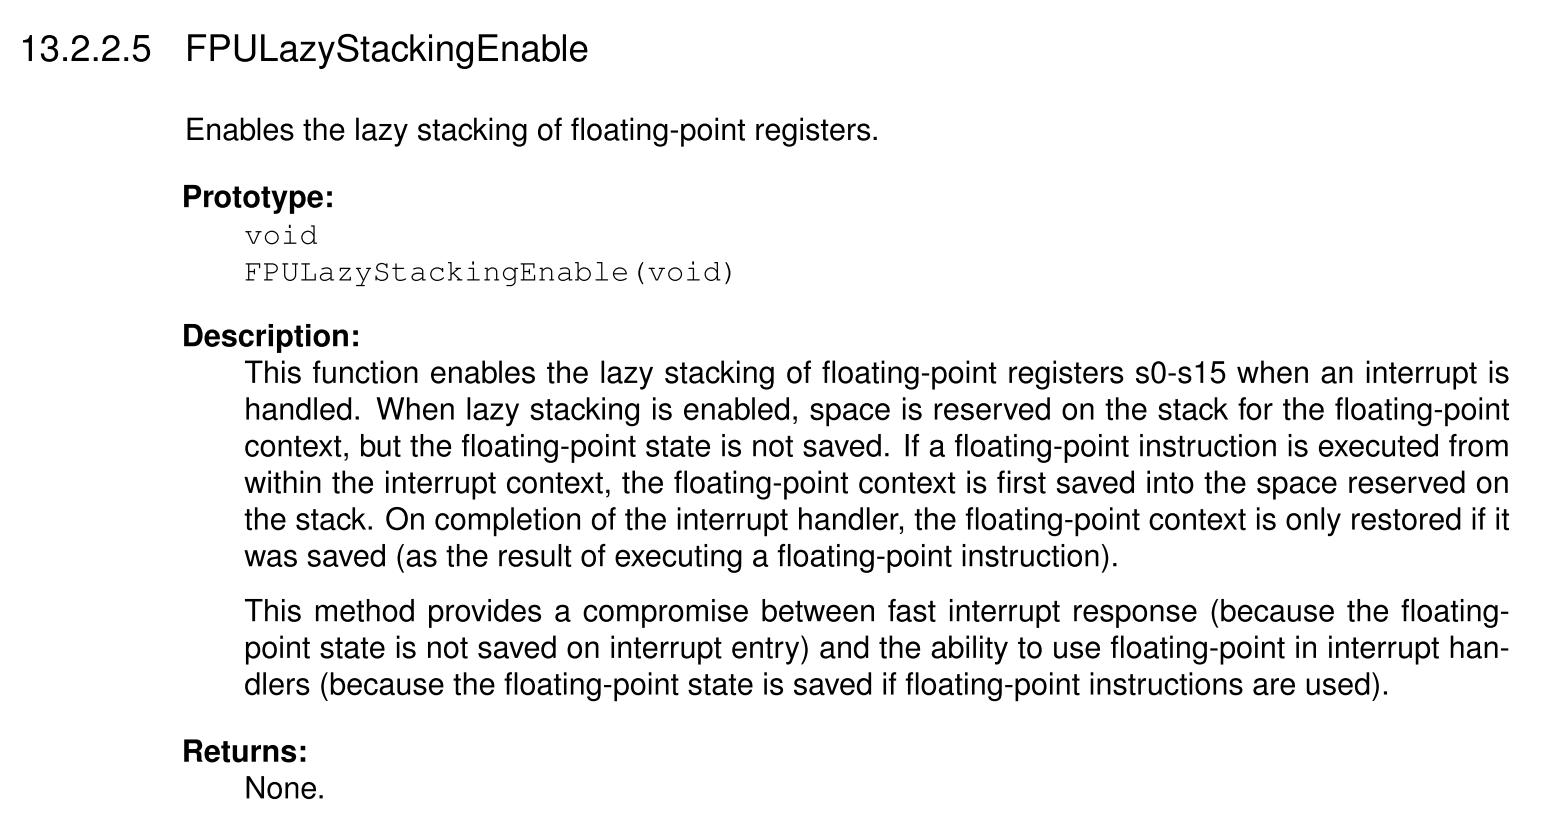 13.2.2.5 FPULazyStackingEnable
Enables the lazy stacking of floating-point registers.
Prototype:
void
FPULazyStackingEnable(void)
Description:
This function enables the lazy stacking of floating-point registers s0-s15 when an interrupt is
handled. When lazy stacking is enabled, space is reserved on the stack for the floating-point
context, but the floating-point state is not saved. If a floating-point instruction is executed from
within the interrupt context, the floating-point context is first saved into the space reserved on
the stack. On completion of the interrupt handler, the floating-point context is only restored if it
was saved (as the result of executing a floating-point instruction).
This method provides a compromise between fast interrupt response (because the floating-
point state is not saved on interrupt entry) and the ability to use floating-point in interrupt han-
dlers (because the floating-point state is saved if floating-point instructions are used).
Returns:
None.